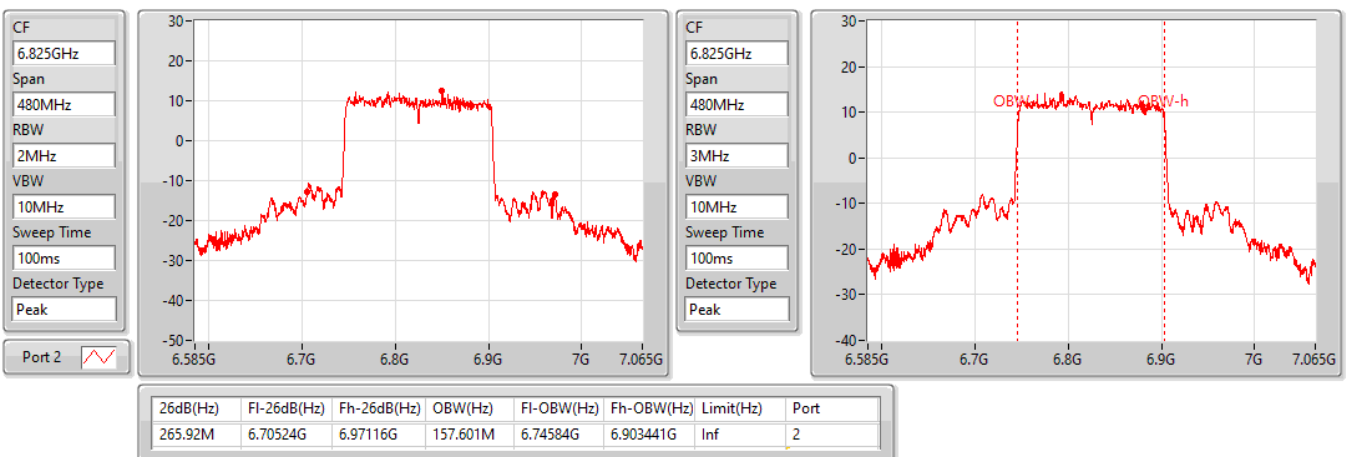 CF
6.825GHz
Span
480MHz
RBW
2MHz
VBW
10MHz
Sweep Time
100ms
Detector Type
Peak
Port 2
30
20
10
0
-10
-20
-30
-40
-50
6.585G 6.7G 6.8G 6.9G 7G 7.065G
CF
6.825GHz
Span
480MHz
RBW
3MHz
VBW
10MHz
Sweep Time
100ms
Detector Type
Peak
30
20
10
0
-10
-20
-30
-40
OBW-l OBW-h
6.585G 6.7G 6.8G 6.9G 7G 7.065G
26dB(Hz) Fl-26dB(Hz) Fh-26dB(Hz) OBW(Hz) Fl-OBW(Hz) Fh-OBW(Hz) Limit(Hz) Port
265.92M 6.70524G 6.97116G 157.601M 6.74584G 6.903441G Inf 2